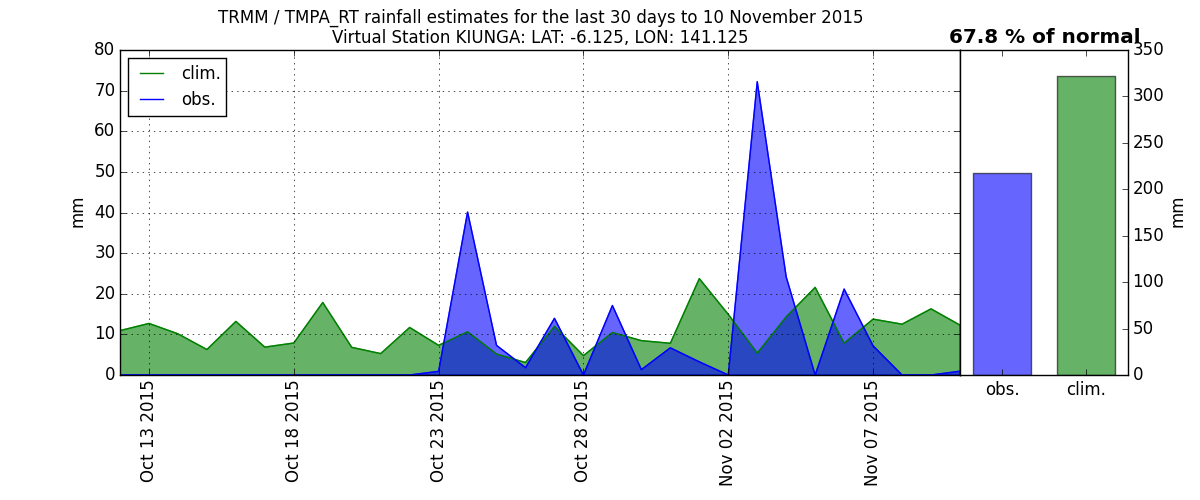 TRMM / TMPA_RT rainfall estimates for the last 30 days to 10 November 2015
Virtual Station KIUNGA: LAT: -6.125, LON: 141.125
67.8 % of normal
clim.
obs.
80
70
60
50
40
30
20
10
0
mm
Oct 13 2015
Oct 18 2015
Oct 23 2015
Oct 28 2015
Nov 02 2015
Nov 07 2015
350
300
250
200
150
100
50
0
mm
obs.
clim.